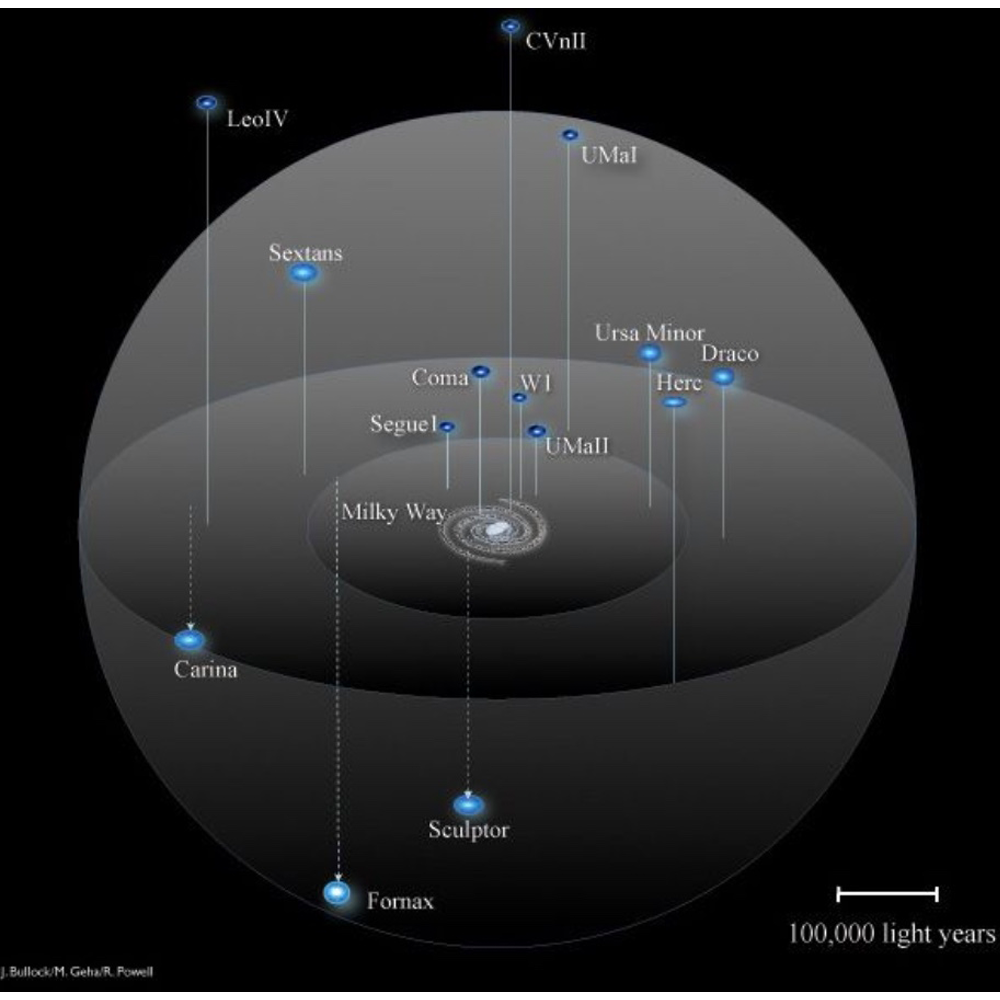 CVnII
LeoIV
UMaI
Sextans
Ursa Minor
Draco
Coma
W1
Herc
Segue1
UMaII
Milky Way
Carina
Sculptor
Fornax
100,000 light years
J. Bullock/M. Geha/R. Powell